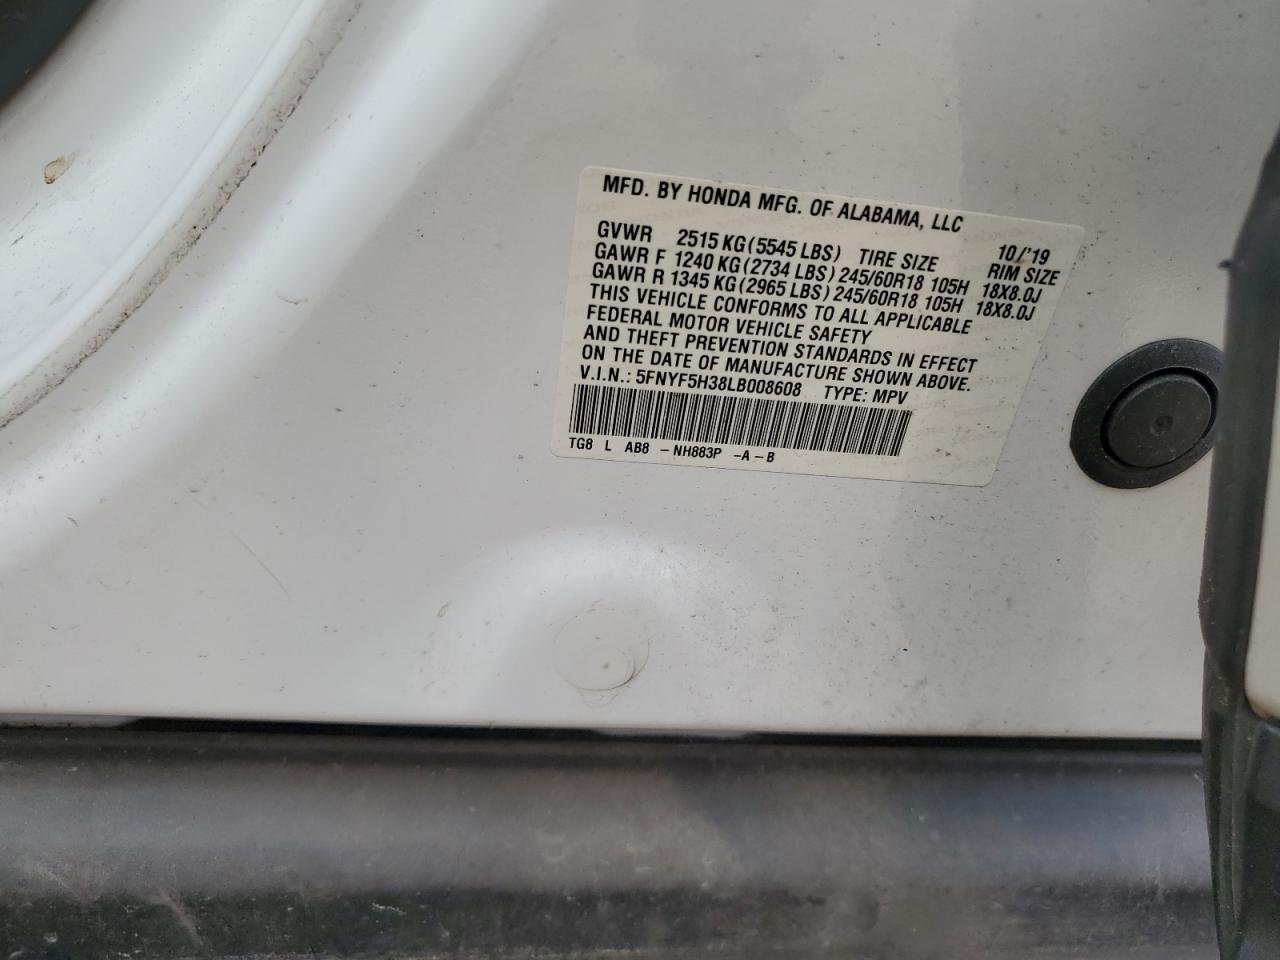 MFD. BY HONDA MFG. OF ALABAMA, LLC
10/'19
GVWR 2515 KG (5545 LBS) TIRE SIZE RIM SIZE
GAWR F 1240 KG (2734 LBS) 245/60R18 105H 18X8.0J
GAWR R 1345 KG (2965 LBS) 245/60R18 105H 18X8.0J
THIS VEHICLE CONFORMS TO ALL APPLICABLE
FEDERAL MOTOR VEHICLE SAFETY
AND THEFT PREVENTION STANDARDS IN EFFECT
ON THE DATE OF MANUFACTURE SHOWN ABOVE.
V.I.N.: 5FNYF5H38LB008608 TYPE: MPV
TG8 L AB8 - NH883P -A-B